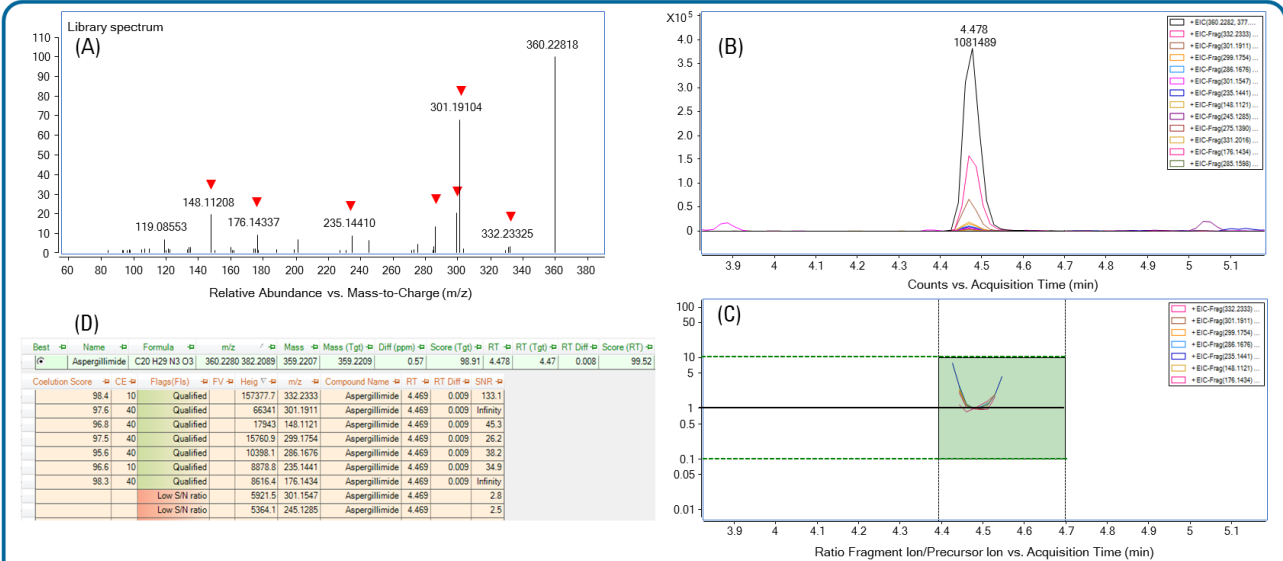 Library spectrum
(A)
110
100
90
80
70
60
50
40
30
20
10
0
360.22818
301.19104
148.11208
119.08553
176.14337
235.14410
332.23325
60 80 100 120 140 160 180 200 220 240 260 280 300 320 340 360 380
Relative Abundance vs. Mass-to-Charge (m/z)
X10⁵
(B)
4.478
1081489
4.0
3.5
3.0
2.5
2.0
1.5
1.0
0.5
0
3.9 4 4.1 4.2 4.3 4.4 4.5 4.6 4.7 4.8 4.9 5 5.1
Counts vs. Acquisition Time (min)
+ EIC(360.2282, 377....
+ EIC-Frag(332.2333) ...
+ EIC-Frag(301.1911) ...
+ EIC-Frag(299.1754) ...
+ EIC-Frag(286.1676) ...
+ EIC-Frag(301.1547) ...
+ EIC-Frag(235.1441) ...
+ EIC-Frag(148.1121) ...
+ EIC-Frag(245.1285) ...
+ EIC-Frag(275.1390) ...
+ EIC-Frag(331.2016) ...
+ EIC-Frag(176.1434) ...
+ EIC-Frag(285.1598) ...
(C)
100
50
10
5
1
0.5
0.1
0.05
0.01
3.9 4 4.1 4.2 4.3 4.4 4.5 4.6 4.7 4.8 4.9 5 5.1
Ratio Fragment Ion/Precursor Ion vs. Acquisition Time (min)
+ EIC-Frag(332.2333) ...
+ EIC-Frag(301.1911) ...
+ EIC-Frag(299.1754) ...
+ EIC-Frag(286.1676) ...
+ EIC-Frag(235.1441) ...
+ EIC-Frag(148.1121) ...
+ EIC-Frag(176.1434) ...
(D)
Best Name Formula m/z Mass Mass (Tgt) Diff (ppm) Score (Tgt) RT RT (Tgt) RT Diff Score (RT)
Aspergillimide C20 H29 N3 O3 360.2280 382.2089 359.2207 359.2209 0.57 98.91 4.478 4.47 0.008 99.52
Coelution Score CE Flags(FIs) FV Heig m/z Compound Name RT RT Diff SNR
98.4 10 Qualified 157377.7 332.2333 Aspergillimide 4.469 0.009 133.1
97.6 40 Qualified 66341 301.1911 Aspergillimide 4.469 0.009 Infinity
96.8 40 Qualified 17943 148.1121 Aspergillimide 4.469 0.009 45.3
97.5 40 Qualified 15760.9 299.1754 Aspergillimide 4.469 0.009 26.2
95.6 40 Qualified 10398.1 286.1676 Aspergillimide 4.469 0.009 38.2
96.6 10 Qualified 8878.8 235.1441 Aspergillimide 4.469 0.009 34.9
98.3 40 Qualified 8616.4 176.1434 Aspergillimide 4.469 0.009 Infinity
Low S/N ratio 5921.5 301.1547 Aspergillimide 4.469 2.8
Low S/N ratio 5364.1 245.1285 Aspergillimide 4.469 2.5